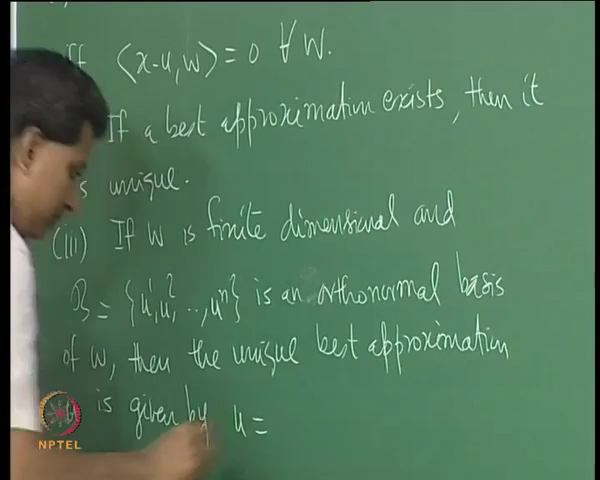 iff ⟨x-u, w⟩ = 0 ∀ W.
If a best approximation exists, then it
is unique.
(iii) If W is finite dimensional and
B = {u¹, u², ..., uⁿ} is an orthonormal basis
of W, then the unique best approximation
is given by u =
NPTEL